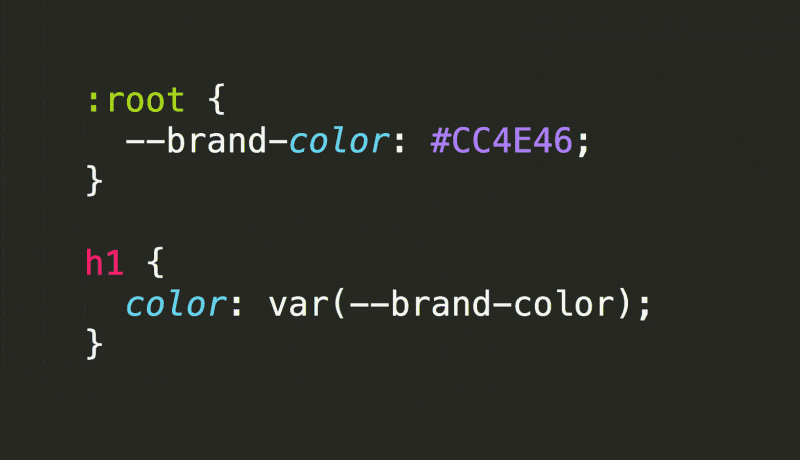 :root {
  --brand-color: #CC4E46;
}

h1 {
  color: var(--brand-color);
}